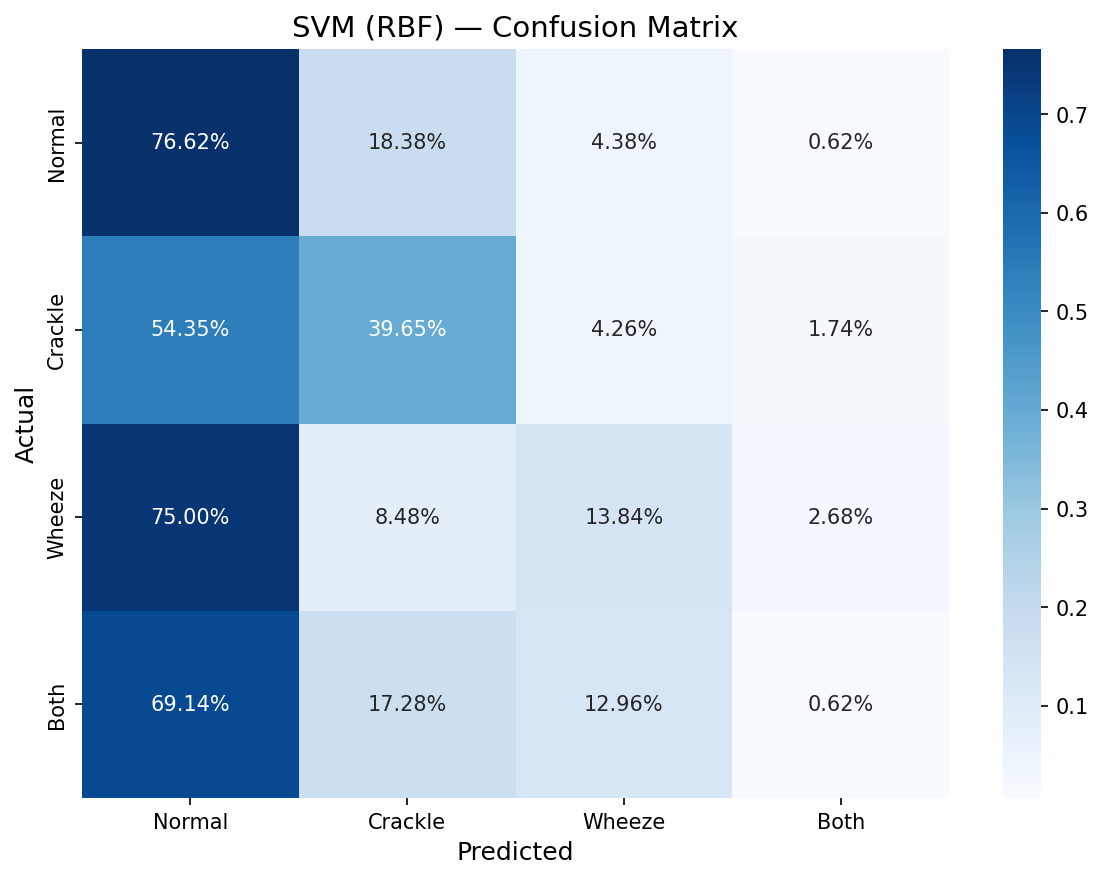 SVM (RBF) — Confusion Matrix
Normal 76.62% 18.38% 4.38% 0.62%
Crackle 54.35% 39.65% 4.26% 1.74%
Wheeze 75.00% 8.48% 13.84% 2.68%
Both 69.14% 17.28% 12.96% 0.62%
Actual
Normal Crackle Wheeze Both
Predicted
0.7
0.6
0.5
0.4
0.3
0.2
0.1